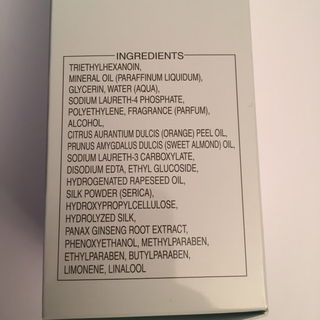 INGREDIENTS
TRIETHYLHEXANOIN,
MINERAL OIL (PARAFFINUM LIQUIDUM),
GLYCERIN, WATER (AQUA),
SODIUM LAURETH-4 PHOSPHATE,
POLYETHYLENE, FRAGRANCE (PARFUM),
ALCOHOL,
CITRUS AURANTIUM DULCIS (ORANGE) PEEL OIL,
PRUNUS AMYGDALUS DULCIS (SWEET ALMOND) OIL,
SODIUM LAURETH-3 CARBOXYLATE,
DISODIUM EDTA, ETHYL GLUCOSIDE,
HYDROGENATED RAPESEED OIL,
SILK POWDER (SERICA),
HYDROXYPROPYLCELLULOSE,
HYDROLYZED SILK,
PANAX GINSENG ROOT EXTRACT,
PHENOXYETHANOL, METHYLPARABEN,
ETHYLPARABEN, BUTYLPARABEN,
LIMONENE, LINALOOL